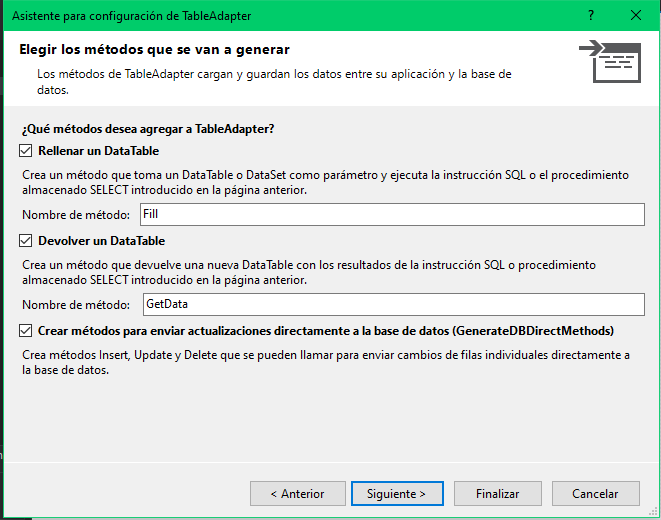 Asistente para configuración de TableAdapter
?
Elegir los métodos que se van a generar
Los métodos de TableAdapter cargan y guardan los datos entre su aplicación y la base de
datos.
¿Qué métodos desea agregar a TableAdapter?
Rellenar un DataTable
Crea un método que toma un DataTable o DataSet como parámetro y ejecuta la instrucción SQL o el procedimiento
almacenado SELECT introducido en la página anterior.
Nombre de método: Fill
Devolver un DataTable
Crea un método que devuelve una nueva DataTable con los resultados de la instrucción SQL o procedimiento
almacenado SELECT introducido en la página anterior.
Nombre de método: GetData
Crear métodos para enviar actualizaciones directamente a la base de datos (GenerateDBDirectMethods)
Crea métodos Insert, Update y Delete que se pueden llamar para enviar cambios de filas individuales directamente a
la base de datos.
< Anterior Siguiente > Finalizar Cancelar